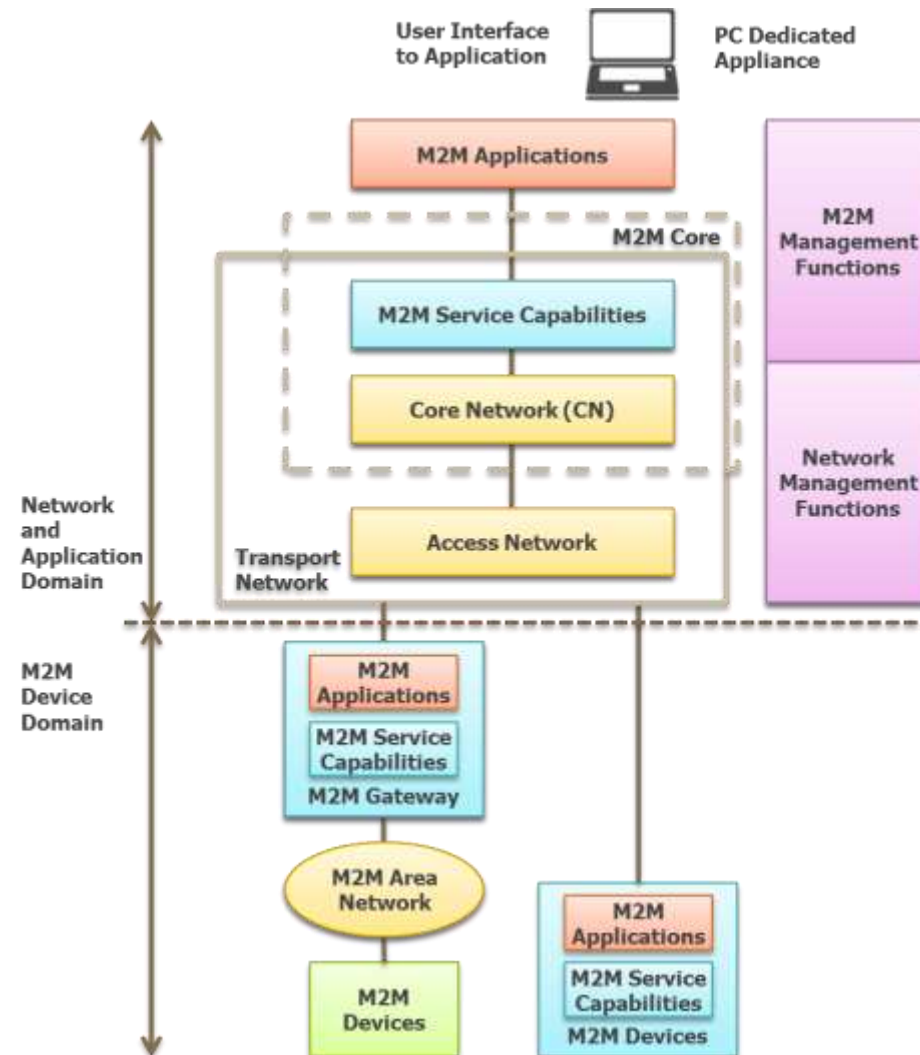 User Interface
to Application
PC Dedicated
Appliance
M2M Applications
M2M Core
M2M Service Capabilities
Core Network (CN)
Access Network
Transport
Network
M2M
Management
Functions
Network
Management
Functions
Network
and
Application
Domain
M2M
Device
Domain
M2M
Applications
M2M Service
Capabilities
M2M Gateway
M2M Area
Network
M2M
Devices
M2M
Applications
M2M Service
Capabilities
M2M Devices